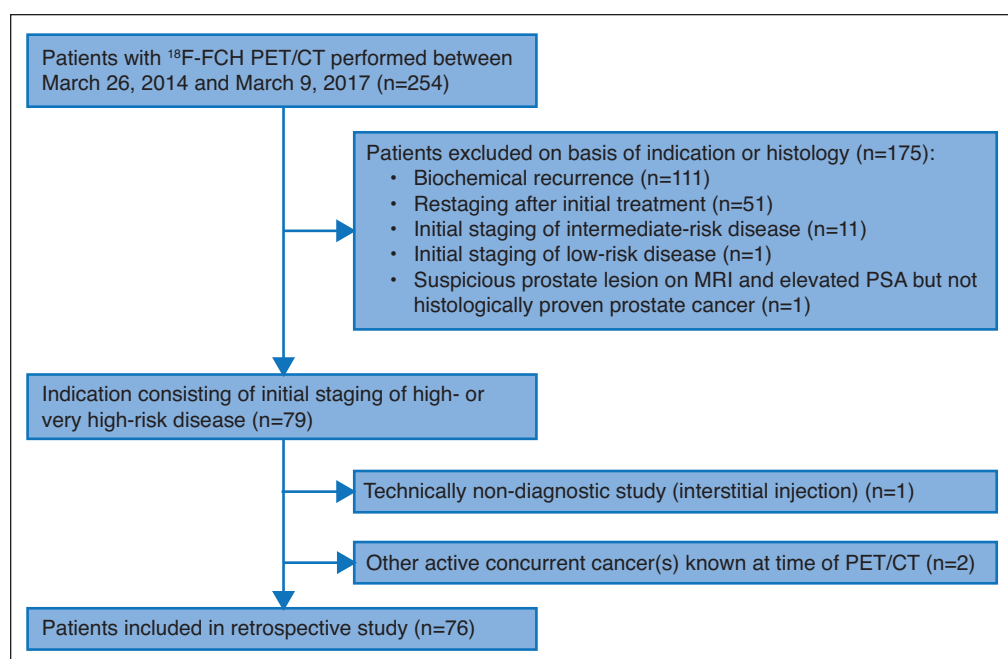 Patients with ¹⁸F-FCH PET/CT performed between
March 26, 2014 and March 9, 2017 (n=254)
Patients excluded on basis of indication or histology (n=175):
• Biochemical recurrence (n=111)
• Restaging after initial treatment (n=51)
• Initial staging of intermediate-risk disease (n=11)
• Initial staging of low-risk disease (n=1)
• Suspicious prostate lesion on MRI and elevated PSA but not
histologically proven prostate cancer (n=1)
Indication consisting of initial staging of high- or
very high-risk disease (n=79)
Technically non-diagnostic study (interstitial injection) (n=1)
Other active concurrent cancer(s) known at time of PET/CT (n=2)
Patients included in retrospective study (n=76)